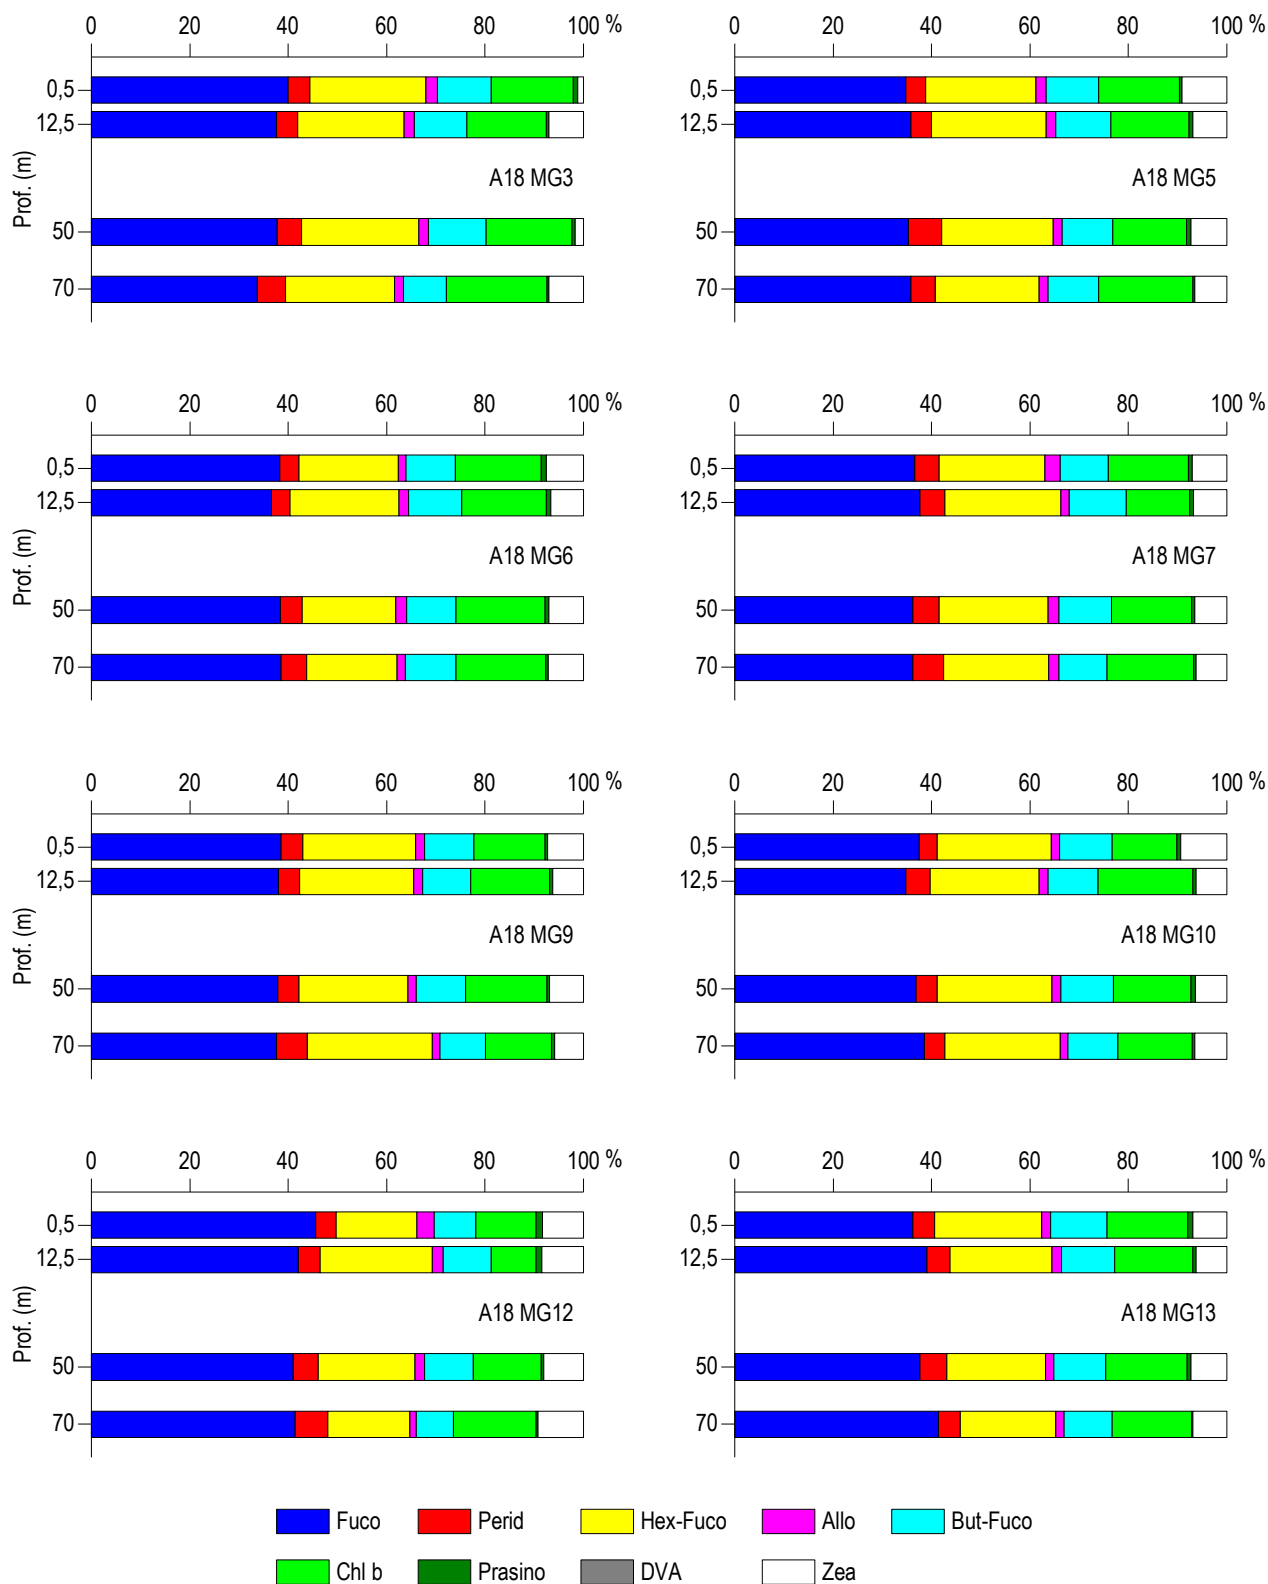 0 20 40 60 80 100 % 0 20 40 60 80 100 %
0,5 0,5
12,5 12,5
Prof. (m)
A18 MG3 A18 MG5
50 50
70 70
0 20 40 60 80 100 % 0 20 40 60 80 100 %
0,5 0,5
12,5 12,5
Prof. (m)
A18 MG6 A18 MG7
50 50
70 70
0 20 40 60 80 100 % 0 20 40 60 80 100 %
0,5 0,5
12,5 12,5
Prof. (m)
A18 MG9 A18 MG10
50 50
70 70
0 20 40 60 80 100 % 0 20 40 60 80 100 %
0,5 0,5
12,5 12,5
Prof. (m)
A18 MG12 A18 MG13
50 50
70 70
Fuco Perid Hex-Fuco Allo But-Fuco
Chl b Prasino DVA Zea